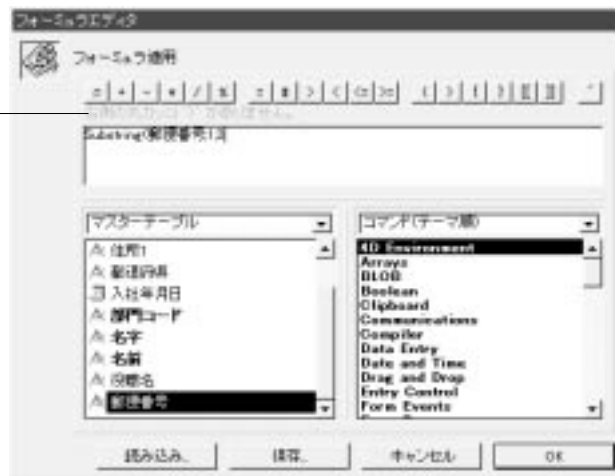 フォーミュラエディタ
フォーミュラ適用
= + - * / %
= # > < <= >=
Substring(郵便番号;1;3
マスターテーブル
コマンド(テーマ順)
住所1
都道府県
入社年月日
部門コード
名字
名前
役職名
郵便番号
4D Environment
Arrays
BLOB
Boolean
Clipboard
Communications
Compiler
Data Entry
Date and Time
Drag and Drop
Entry Control
Form Events
読み込み...
保存...
キャンセル
OK